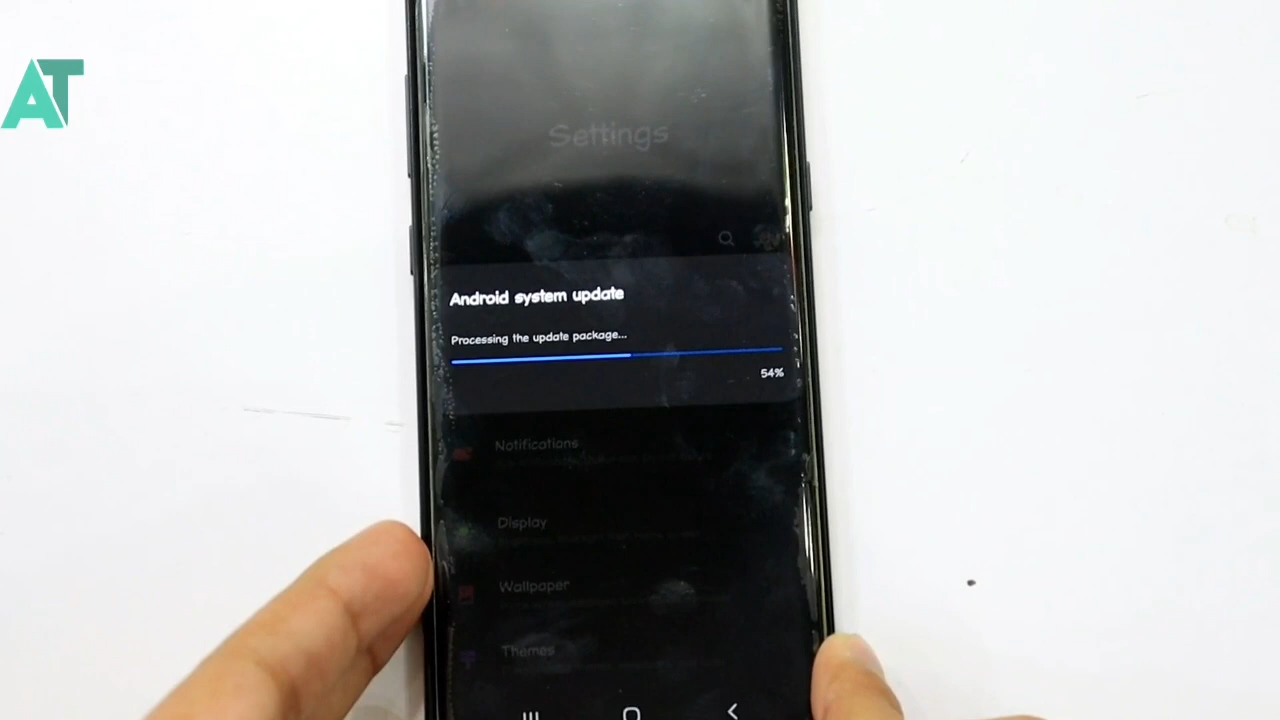 AT
Settings
Android system update
Processing the update package...
54%
Notifications
Display
Wallpaper
Themes